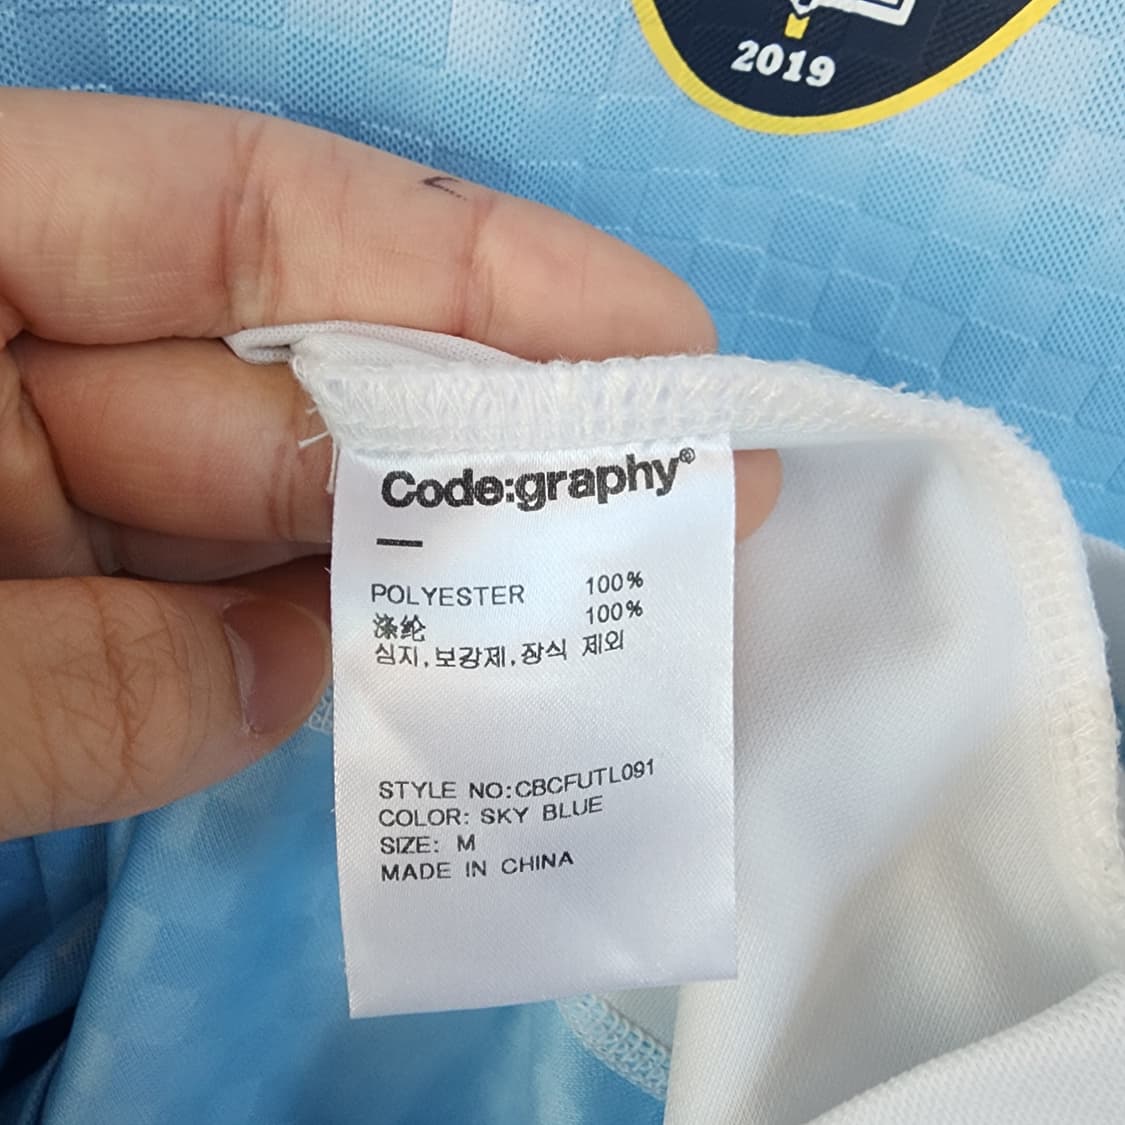 2019
Code:graphy®
—
POLYESTER 100%
涤纶 100%
심지,보강제,장식 제외
STYLE NO:CBCFUTL091
COLOR: SKY BLUE
SIZE: M
MADE IN CHINA